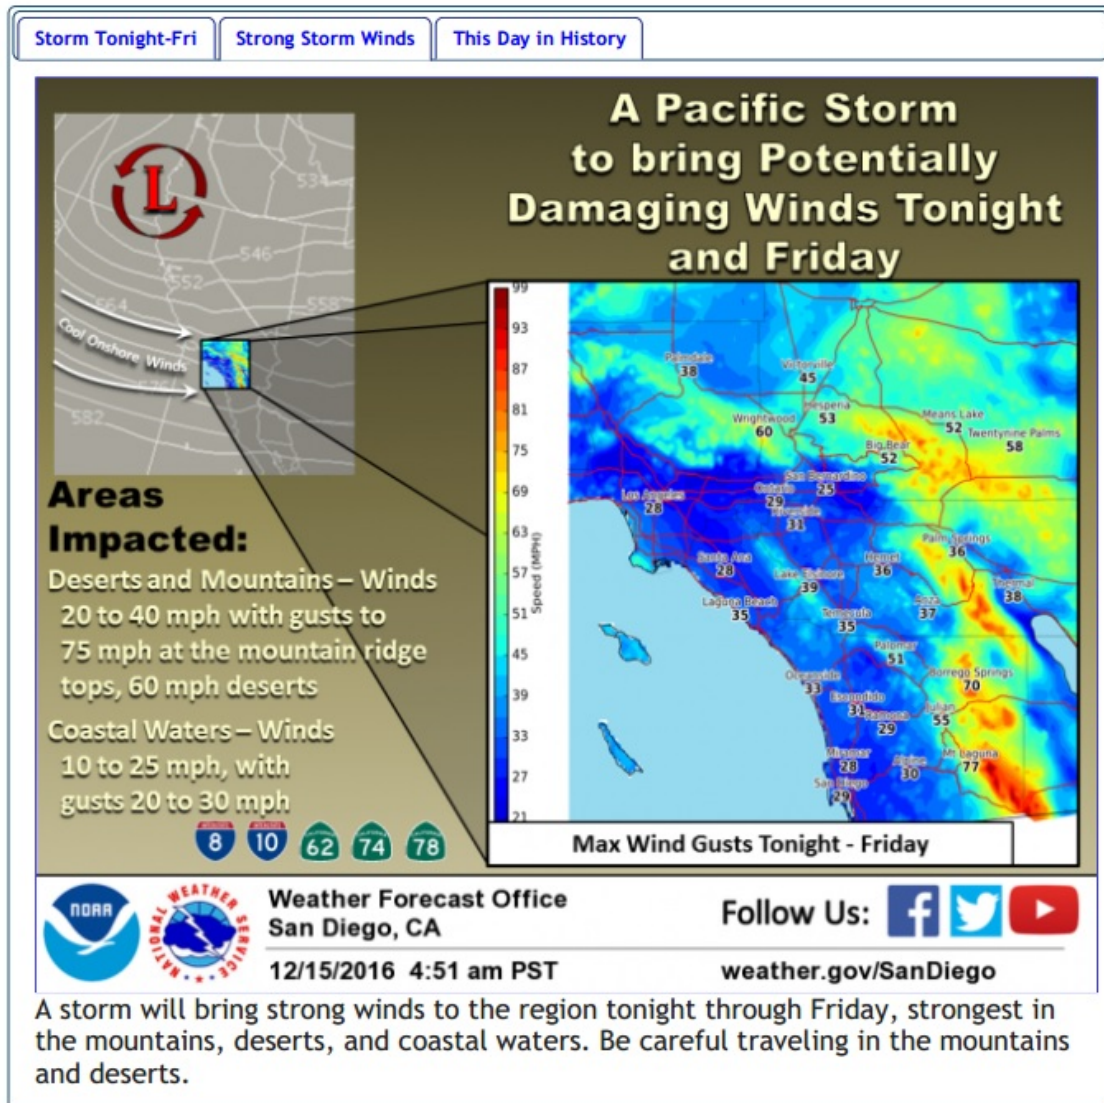 Storm Tonight-Fri
Strong Storm Winds
This Day in History
A Pacific Storm
to bring Potentially
Damaging Winds Tonight
and Friday
L
534
546
552
564
558
Cool Onshore Winds
582
Areas
Impacted:
Deserts and Mountains – Winds
20 to 40 mph with gusts to
75 mph at the mountain ridge
tops, 60 mph deserts
Coastal Waters – Winds
10 to 25 mph, with
gusts 20 to 30 mph
8
10
62
74
78
99
93
87
81
75
69
63
57
51
45
39
33
27
21
Speed (MPH)
Palmdale
38
Victorville
45
Wrightwood
60
Hesperia
53
Means Lake
52
Twentynine Palms
58
Big Bear
52
San Bernardino
25
Ontario
29
Riverside
31
Los Angeles
28
Palm Springs
36
Santa Ana
28
Lake Elsinore
39
Hemet
36
Thermal
38
Laguna Beach
35
Temecula
35
Anza
37
Palomar
51
Oceanside
33
Borrego Springs
70
Escondido
31
Ramona
29
Julian
55
Miramar
28
Alpine
30
Mt Laguna
77
San Diego
29
Max Wind Gusts Tonight - Friday
NOAA
NATIONAL WEATHER SERVICE
Weather Forecast Office
San Diego, CA
12/15/2016 4:51 am PST
Follow Us:
weather.gov/SanDiego
A storm will bring strong winds to the region tonight through Friday, strongest in
the mountains, deserts, and coastal waters. Be careful traveling in the mountains
and deserts.